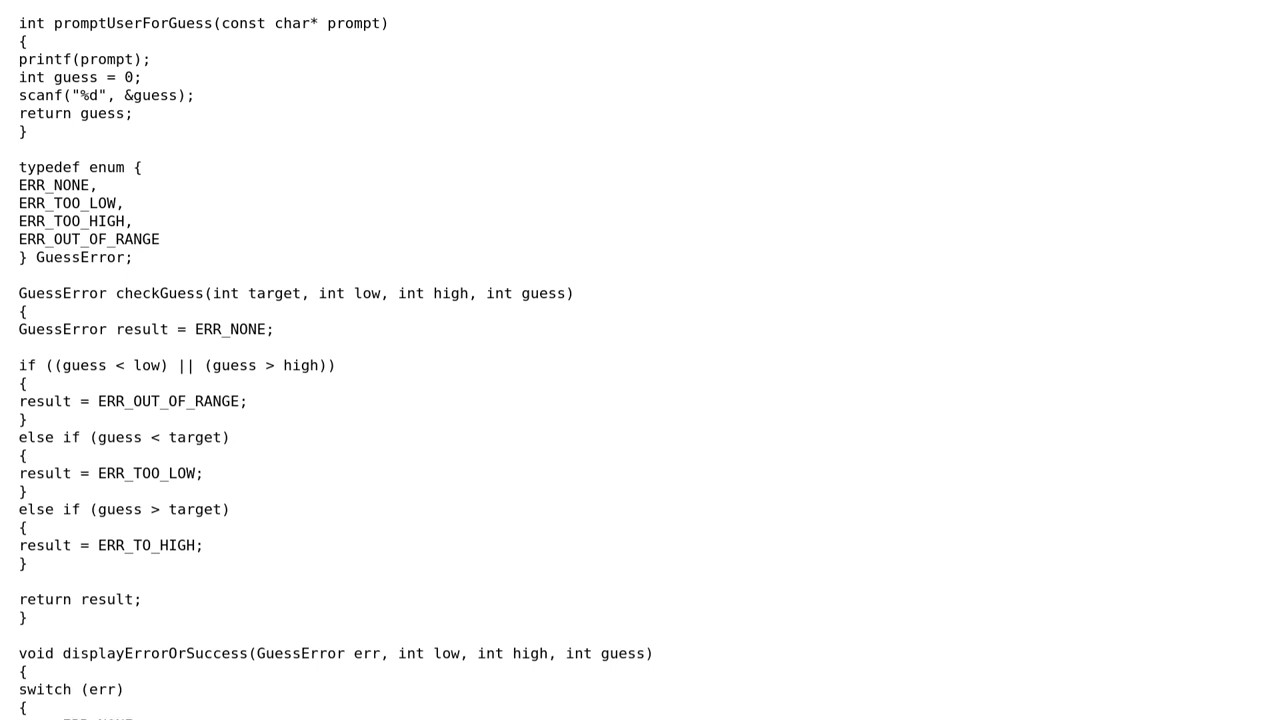 int promptUserForGuess(const char* prompt)
{
printf(prompt);
int guess = 0;
scanf("%d", &guess);
return guess;
}

typedef enum {
ERR_NONE,
ERR_TOO_LOW,
ERR_TOO_HIGH,
ERR_OUT_OF_RANGE
} GuessError;

GuessError checkGuess(int target, int low, int high, int guess)
{
GuessError result = ERR_NONE;

if ((guess < low) || (guess > high))
{
result = ERR_OUT_OF_RANGE;
}
else if (guess < target)
{
result = ERR_TOO_LOW;
}
else if (guess > target)
{
result = ERR_TO_HIGH;
}

return result;
}

void displayErrorOrSuccess(GuessError err, int low, int high, int guess)
{
switch (err)
{